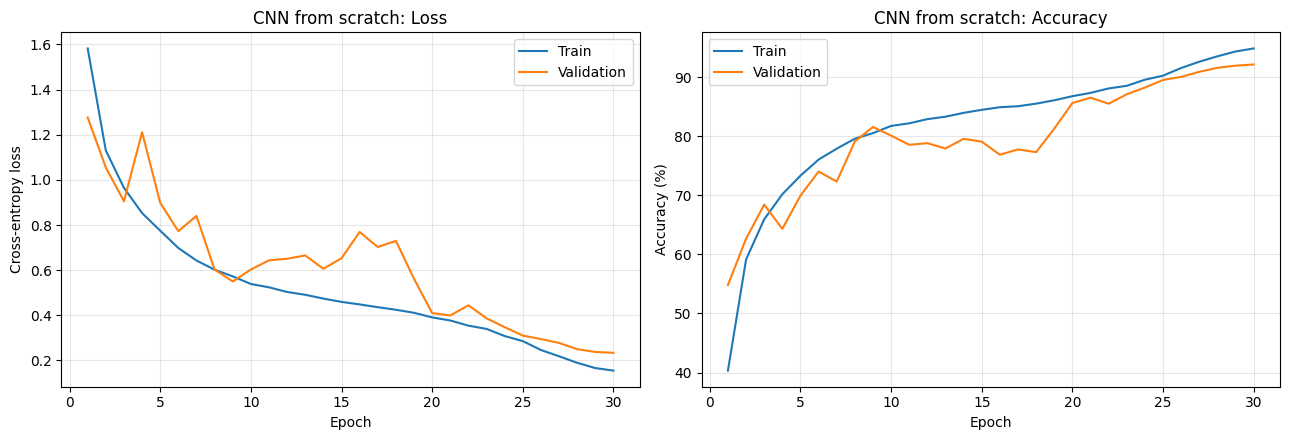 CNN from scratch: Loss
Train
Validation
Cross-entropy loss
1.6
1.4
1.2
1.0
0.8
0.6
0.4
0.2
0 5 10 15 20 25 30
Epoch
CNN from scratch: Accuracy
Train
Validation
Accuracy (%)
90
80
70
60
50
40
0 5 10 15 20 25 30
Epoch